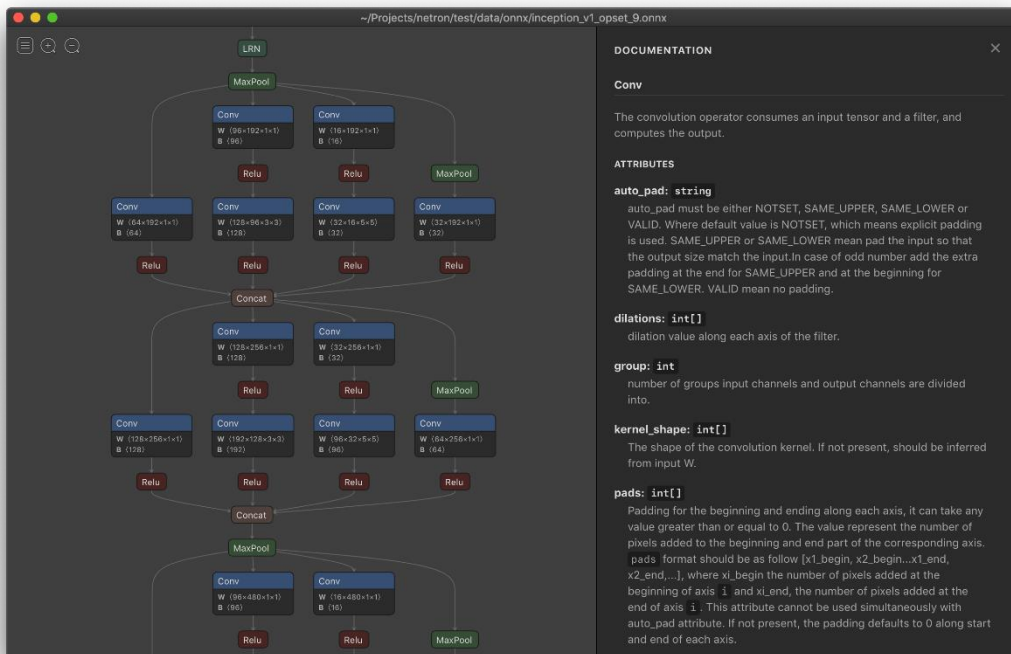 ~/Projects/netron/test/data/onnx/inception_v1_opset_9.onnx
LRN
MaxPool
Conv
Conv
W ⟨96×192×1×1⟩
W ⟨16×192×1×1⟩
B ⟨96⟩
B ⟨16⟩
Relu
Relu
MaxPool
Conv
Conv
Conv
Conv
W ⟨64×192×1×1⟩
W ⟨128×96×3×3⟩
W ⟨32×16×5×5⟩
W ⟨32×192×1×1⟩
B ⟨64⟩
B ⟨128⟩
B ⟨32⟩
B ⟨32⟩
Relu
Relu
Relu
Relu
Concat
Conv
Conv
W ⟨128×256×1×1⟩
W ⟨32×256×1×1⟩
B ⟨128⟩
B ⟨32⟩
Relu
Relu
MaxPool
Conv
Conv
Conv
Conv
W ⟨128×256×1×1⟩
W ⟨192×128×3×3⟩
W ⟨96×32×5×5⟩
W ⟨64×256×1×1⟩
B ⟨128⟩
B ⟨192⟩
B ⟨96⟩
B ⟨64⟩
Relu
Relu
Relu
Relu
Concat
MaxPool
Conv
Conv
W ⟨96×480×1×1⟩
W ⟨16×480×1×1⟩
B ⟨96⟩
B ⟨16⟩
Relu
Relu
MaxPool
DOCUMENTATION
Conv
The convolution operator consumes an input tensor and a filter, and
computes the output.
ATTRIBUTES
auto_pad: string
auto_pad must be either NOTSET, SAME_UPPER, SAME_LOWER or
VALID. Where default value is NOTSET, which means explicit padding
is used. SAME_UPPER or SAME_LOWER mean pad the input so that
the output size match the input.In case of odd number add the extra
padding at the end for SAME_UPPER and at the beginning for
SAME_LOWER. VALID mean no padding.
dilations: int[]
dilation value along each axis of the filter.
group: int
number of groups input channels and output channels are divided
into.
kernel_shape: int[]
The shape of the convolution kernel. If not present, should be inferred
from input W.
pads: int[]
Padding for the beginning and ending along each axis, it can take any
value greater than or equal to 0. The value represent the number of
pixels added to the beginning and end part of the corresponding axis.
pads format should be as follow [x1_begin, x2_begin...x1_end,
x2_end,...], where xi_begin the number of pixels added at the
beginning of axis i and xi_end, the number of pixels added at the
end of axis i. This attribute cannot be used simultaneously with
auto_pad attribute. If not present, the padding defaults to 0 along start
and end of each axis.